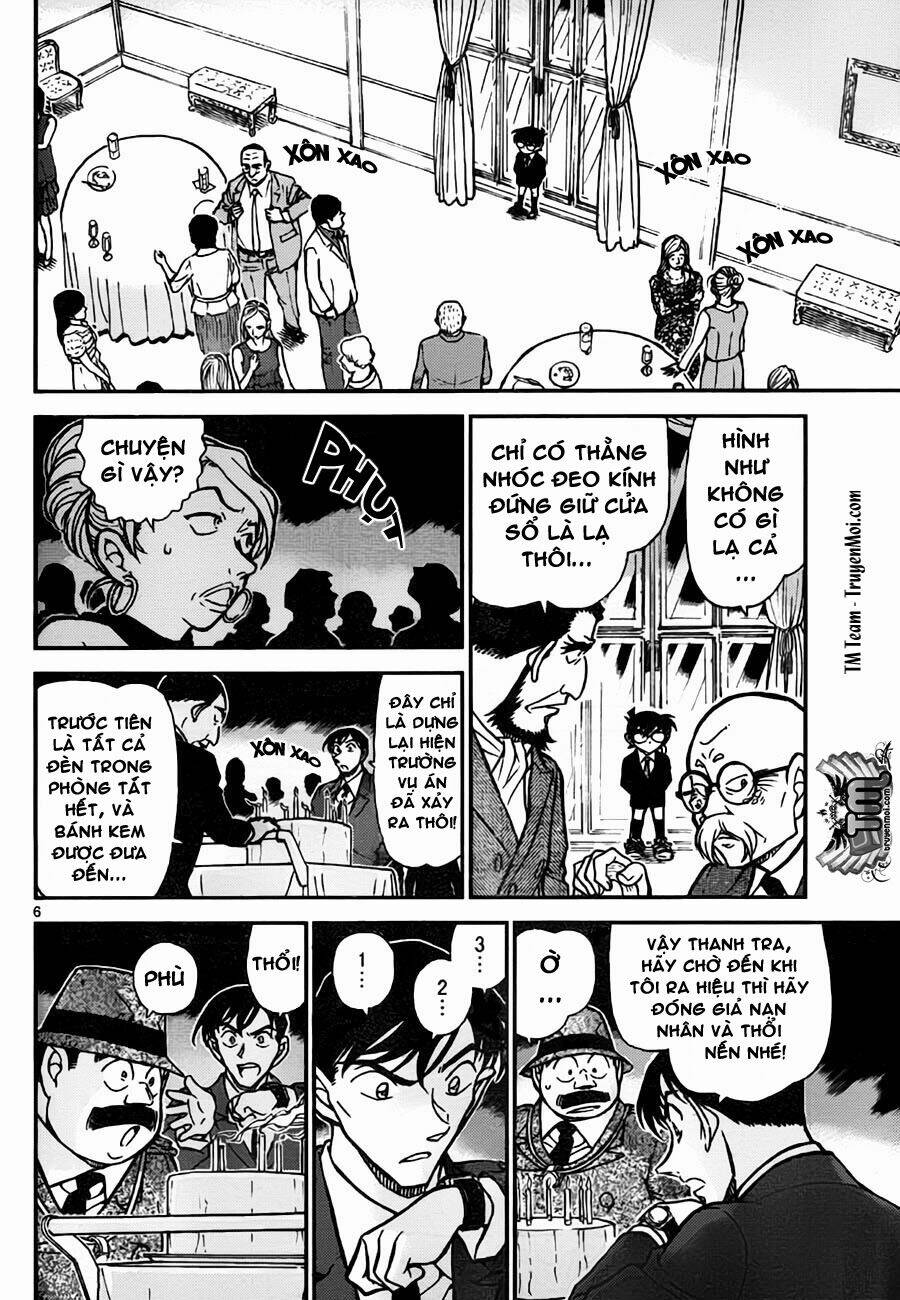 XÔN XAO
XÔN XAO
XÔN XAO
HÌNH
NHƯ
KHÔNG
CÓ GÌ
LẠ CẢ
...
CHỈ CÓ THẰNG
NHÓC ĐEO KÍNH
ĐỨNG GIỮ CỬA
SỔ LÀ LẠ
THÔI...
PHỤT
CHUYỆN
GÌ VẬY?
ĐÂY CHỈ
LÀ DỰNG
LẠI HIỆN
TRƯỜNG
VỤ ÁN
ĐÃ XẢY
RA THÔI!
XÔN XAO
TRƯỚC TIÊN
LÀ TẤT CẢ
ĐÈN TRONG
PHÒNG TẮT
HẾT, VÀ
BÁNH KEM
ĐƯỢC ĐƯA
ĐẾN...
6
VẬY THANH TRA,
HÃY CHỜ ĐẾN KHI
TÔI RA HIỆU THÌ HÃY
ĐÓNG GIẢ NẠN
NHÂN VÀ THỔI
NẾN NHÉ!
Ờ
...
3...
2...
1...
THỔI!
PHÙ
TM Team - TruyenMoi.com
TM
truyenmoi.com